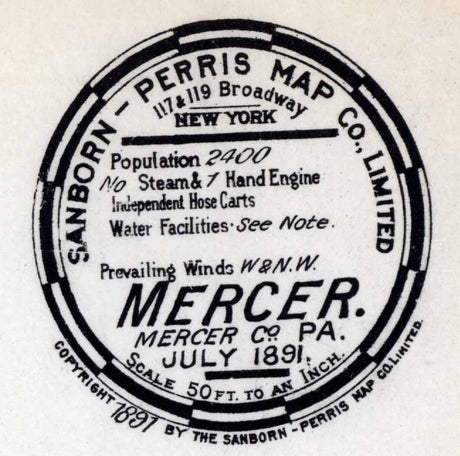 SANBORN - PERRIS MAP CO., LIMITED
117 & 119 Broadway
NEW YORK
Population 2400
No Steam & 1 Hand Engine
Independent Hose Carts
Water Facilities. See Note.
Prevailing Winds W & N.W.
MERCER.
MERCER CO. PA.
JULY 1891.
SCALE 50 FT. TO AN INCH.
COPYRIGHT 1891 BY THE SANBORN - PERRIS MAP CO. LIMITED.